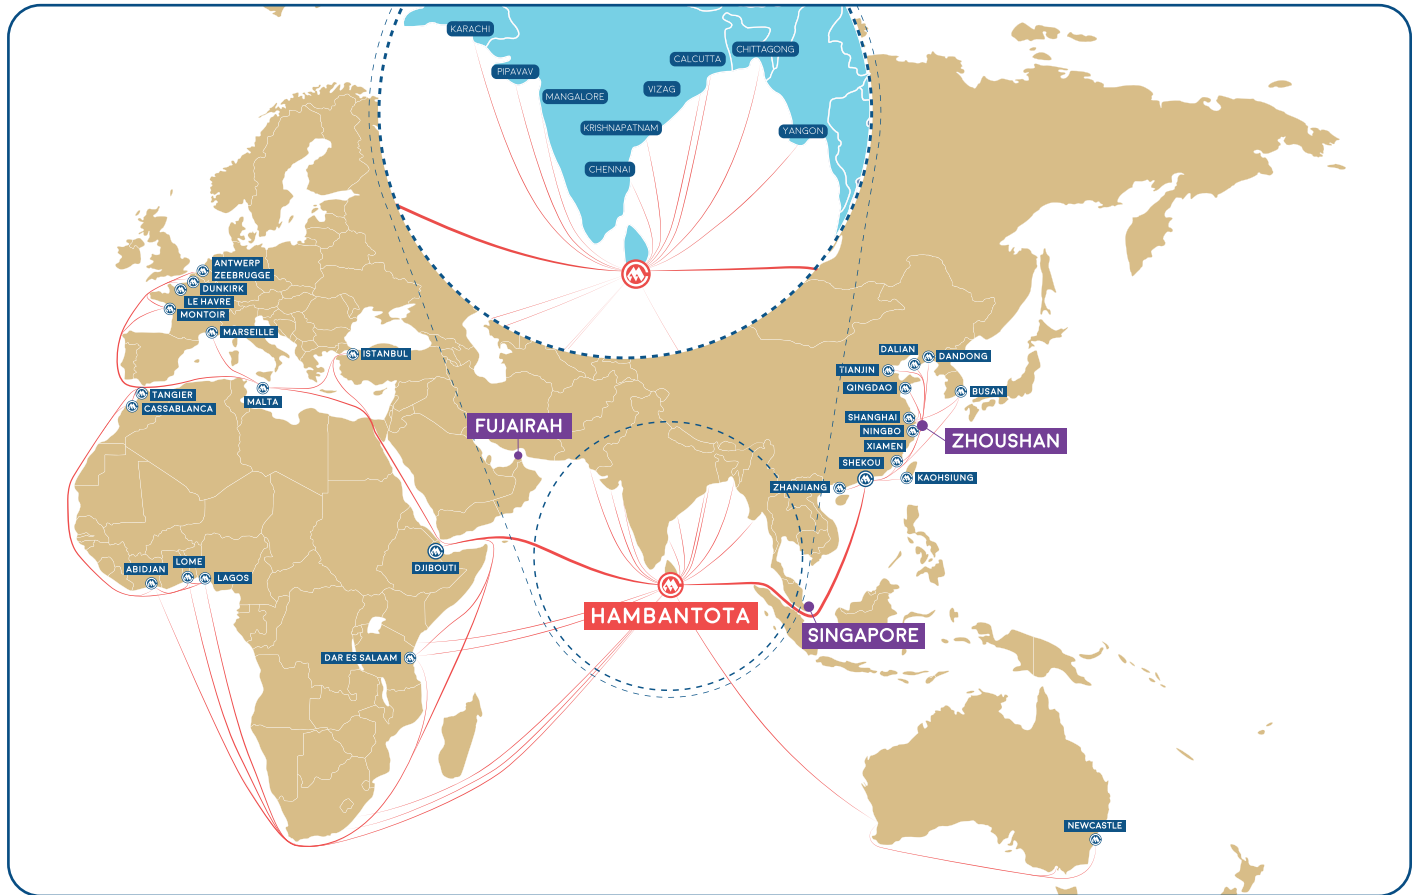 KARACHI
CHITTAGONG
CALCUTTA
PIPAVAV
VIZAG
MANGALORE
KRISHNAPATNAM
YANGON
CHENNAI
ANTWERP
ZEEBRUGGE
DUNKIRK
LE HAVRE
MONTOIR
MARSEILLE
ISTANBUL
TANGIER
CASSABLANCA
MALTA
DALIAN
DANDONG
TIANJIN
QINGDAO
BUSAN
SHANGHAI
NINGBO
XIAMEN
SHEKOU
ZHANJIANG
KAOHSIUNG
FUJAIRAH
ZHOUSHAN
ABIDJAN
LOME
LAGOS
DJIBOUTI
HAMBANTOTA
SINGAPORE
DAR ES SALAAM
NEWCASTLE